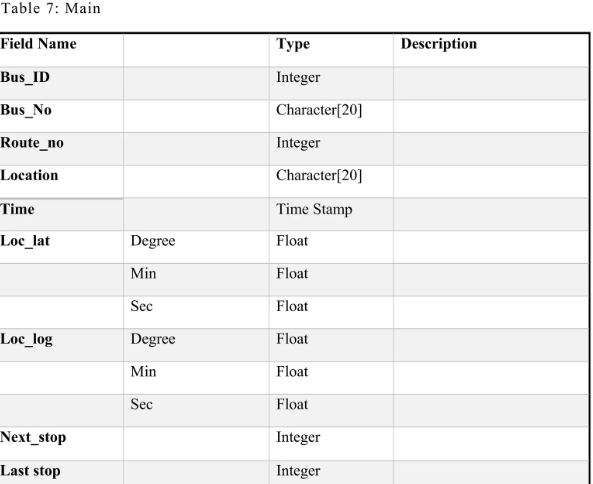 Table 7: Main
Field Name Type Description
Bus_ID Integer
Bus_No Character[20]
Route_no Integer
Location Character[20]
Time Time Stamp
Loc_lat Degree Float
Min Float
Sec Float
Loc_log Degree Float
Min Float
Sec Float
Next_stop Integer
Last stop Integer